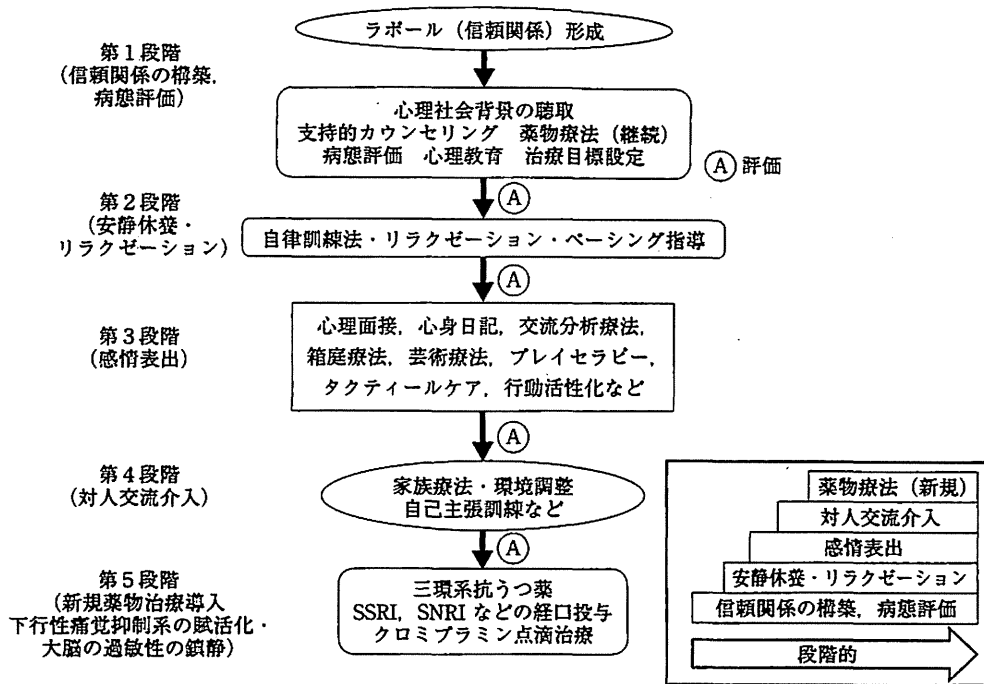 ラポール（信頼関係）形成
第1段階
（信頼関係の構築，
病態評価）
心理社会背景の聴取
支持的カウンセリング　薬物療法（継続）
病態評価　心理教育　治療目標設定
Ⓐ 評価
Ⓐ
第2段階
（安静休養・
リラクゼーション）
自律訓練法・リラクゼーション・ペーシング指導
Ⓐ
第3段階
（感情表出）
心理面接，心身日記，交流分析療法，
箱庭療法，芸術療法，プレイセラピー，
タクティールケア，行動活性化など
Ⓐ
第4段階
（対人交流介入）
家族療法・環境調整
自己主張訓練など
Ⓐ
第5段階
（新規薬物治療導入
下行性痛覚抑制系の賦活化・
大脳の過敏性の鎮静）
三環系抗うつ薬
SSRI，SNRIなどの経口投与
クロミプラミン点滴治療
薬物療法（新規）
対人交流介入
感情表出
安静休養・リラクゼーション
信頼関係の構築，病態評価
段階的